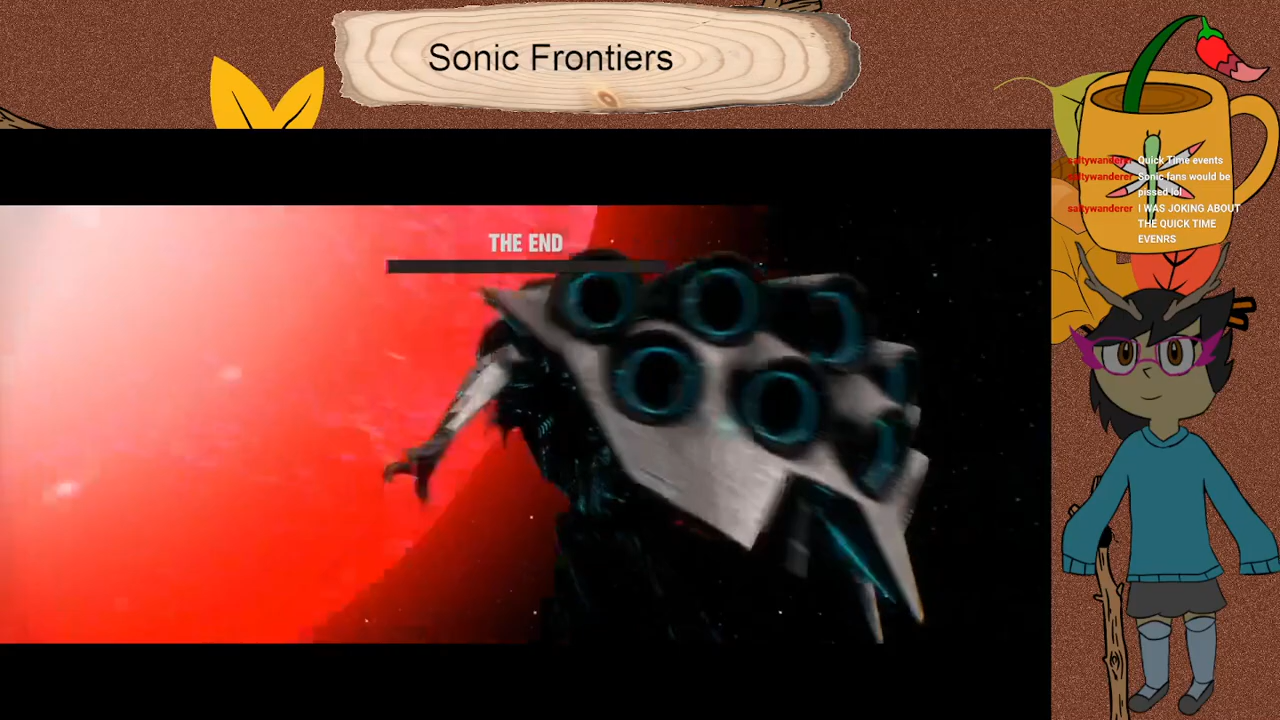 Sonic Frontiers
THE END
saltywanderer Quick Time events
saltywanderer Sonic fans would be
pissed lol
saltywanderer I WAS JOKING ABOUT
THE QUICK TIME
EVENRS